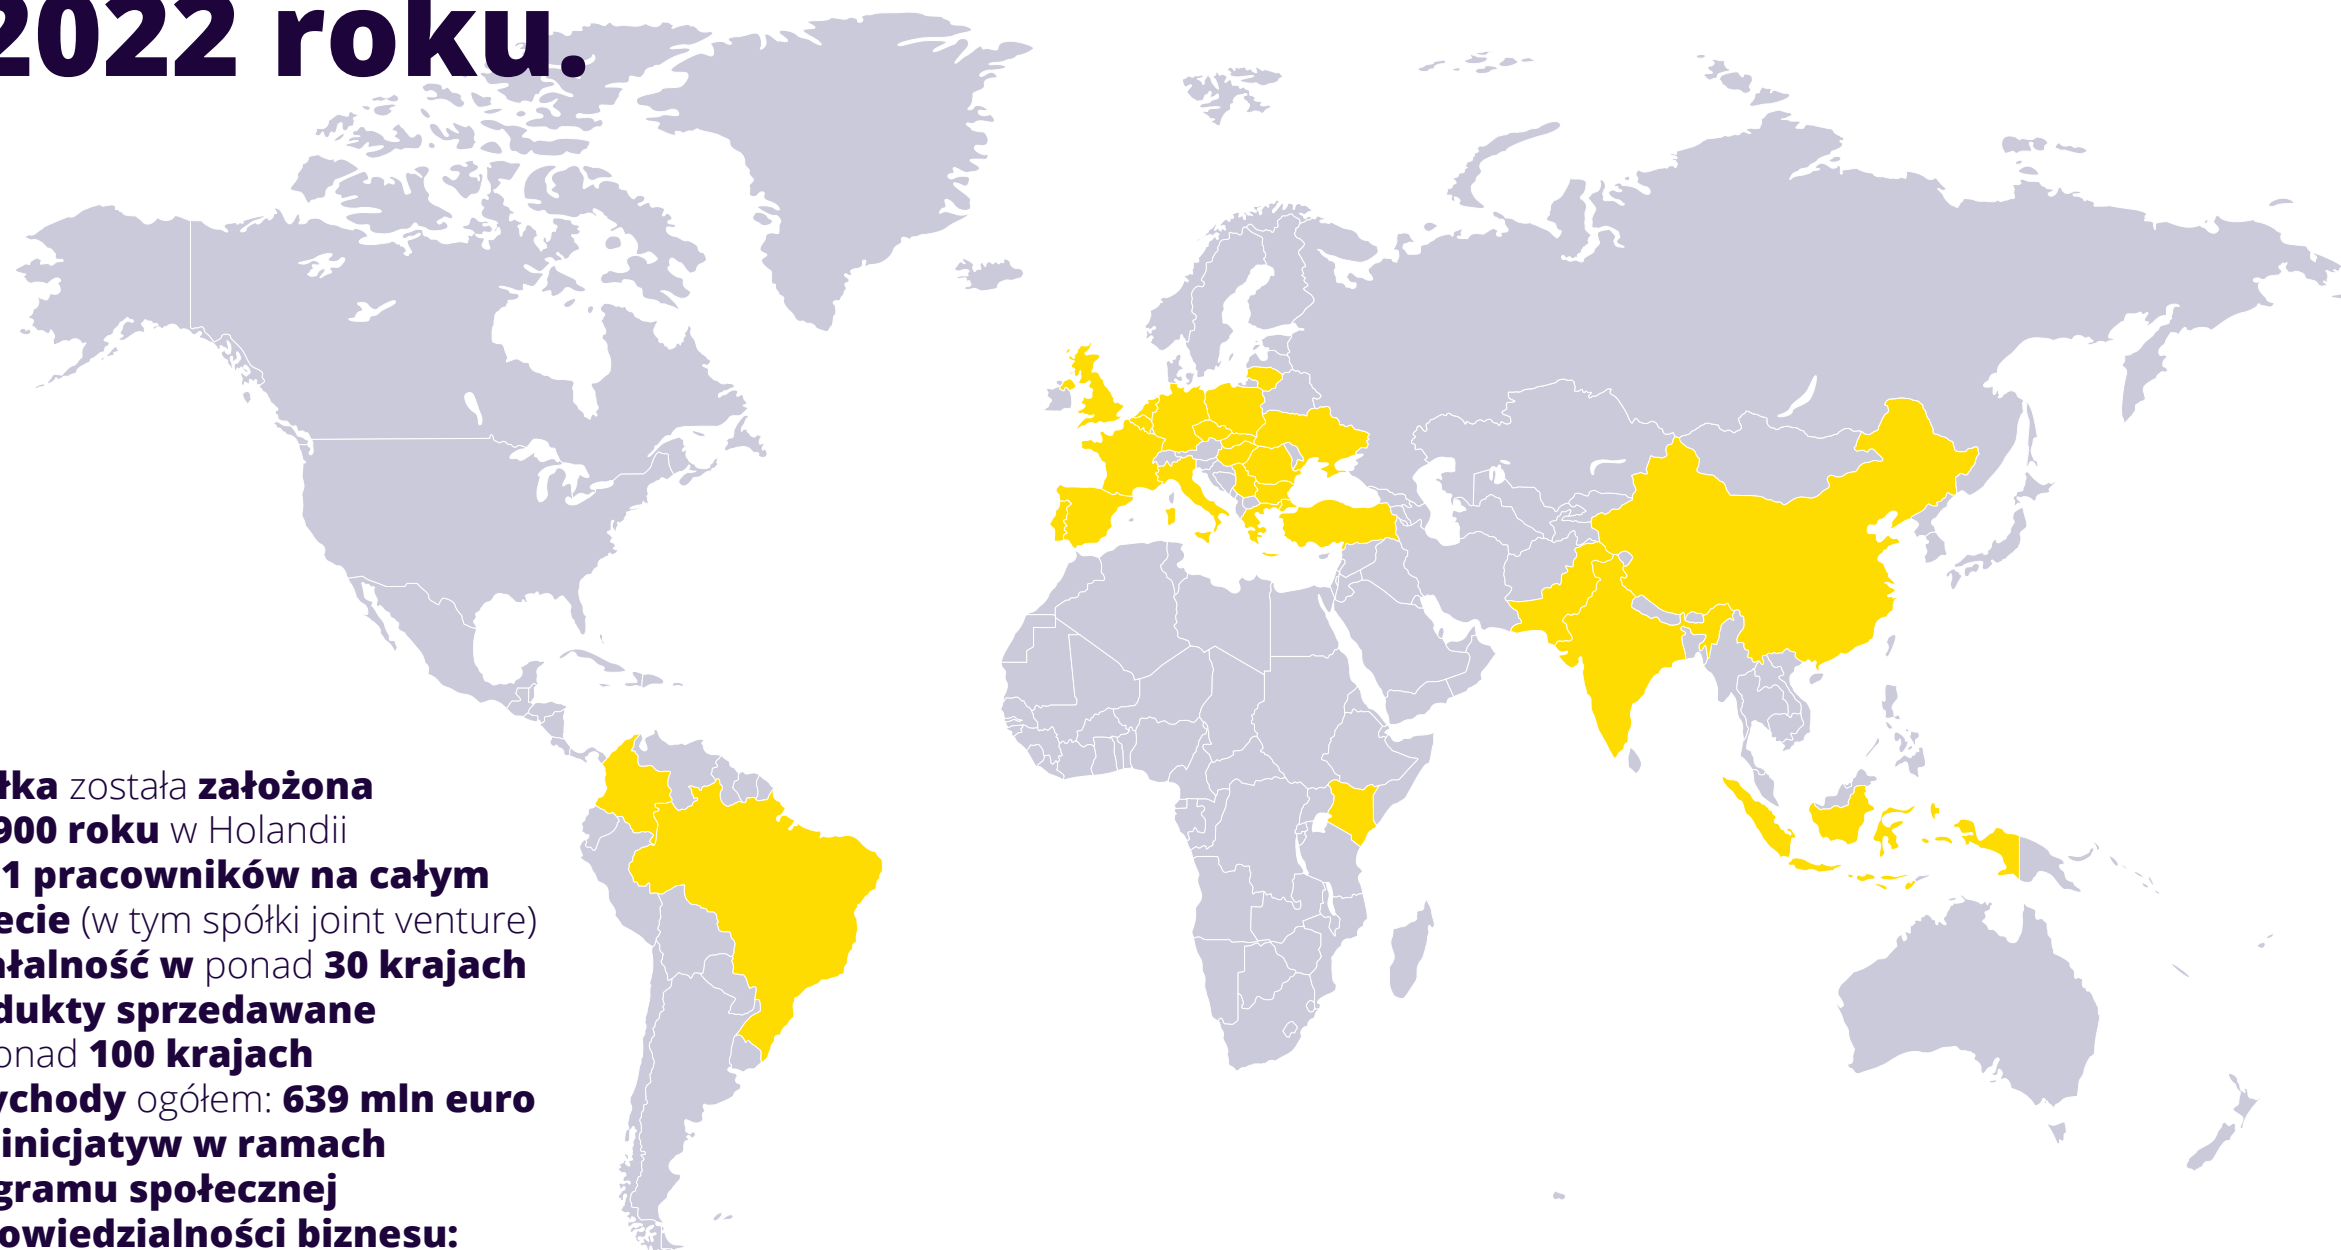 2022 roku.
łka została założona
900 roku w Holandii
1 pracowników na całym
ecie (w tym spółki joint venture)
ałalność w ponad 30 krajach
dukty sprzedawane
onad 100 krajach
ychody ogółem: 639 mln euro
inicjatyw w ramach
gramu społecznej
owiedzialności biznesu: